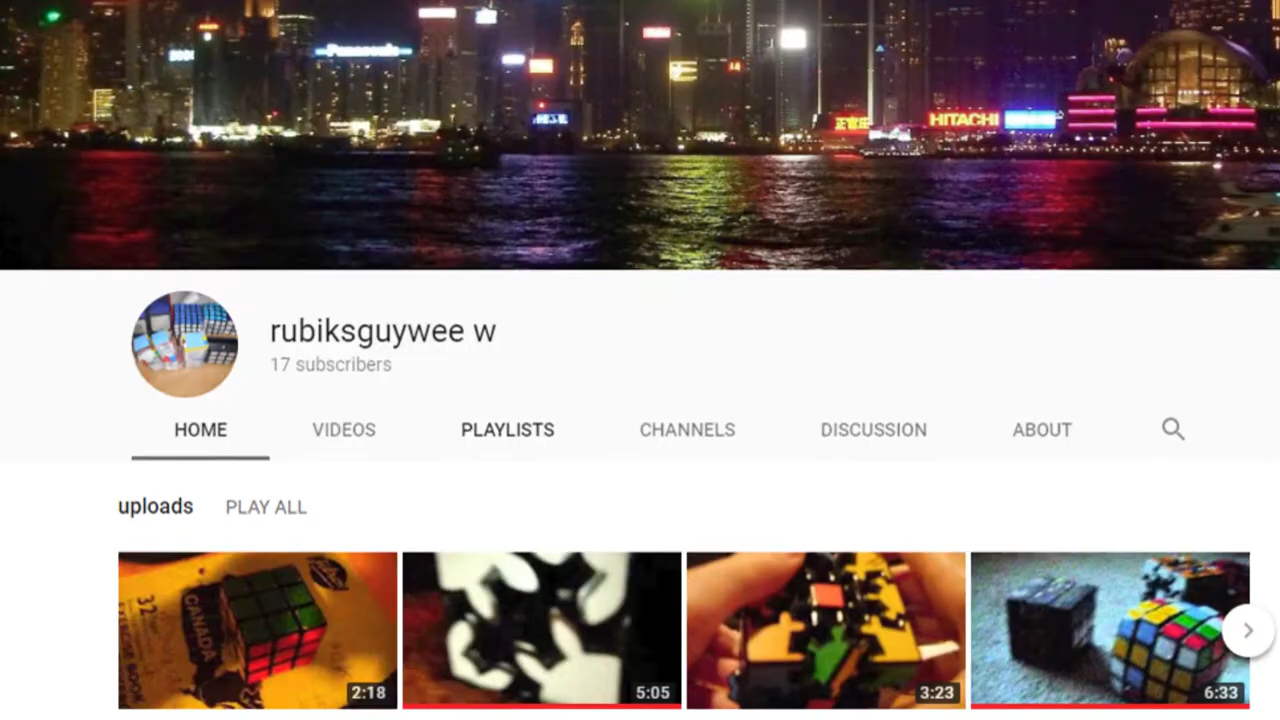 Panasonic
HITACHI
rubiksguywee w
17 subscribers
HOME
VIDEOS
PLAYLISTS
CHANNELS
DISCUSSION
ABOUT
uploads
PLAY ALL
32
CANADA
2:18
5:05
3:23
6:33